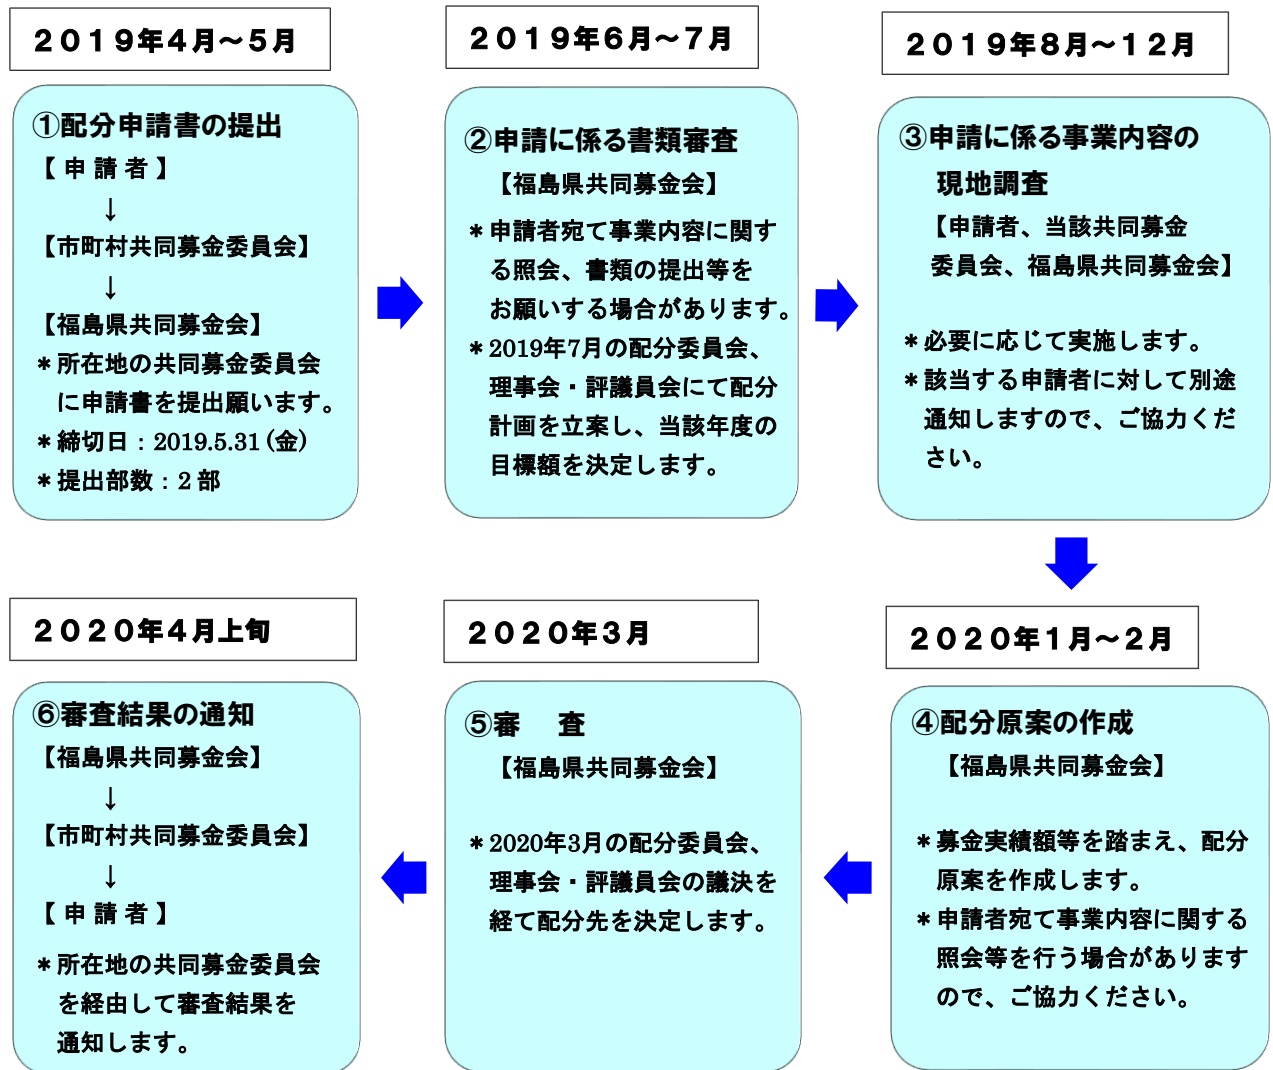 ２０１９年４月～５月
①配分申請書の提出
【 申 請 者 】
↓
【市町村共同募金委員会】
↓
【福島県共同募金会】
＊所在地の共同募金委員会
に申請書を提出願います。
＊締切日：2019.5.31(金)
＊提出部数：2部
２０１９年６月～７月
②申請に係る書類審査
【福島県共同募金会】
＊申請者宛て事業内容に関す
る照会、書類の提出等を
お願いする場合があります。
＊2019年7月の配分委員会、
理事会・評議員会にて配分
計画を立案し、当該年度の
目標額を決定します。
２０１９年８月～１２月
③申請に係る事業内容の
現地調査
【申請者、当該共同募金
委員会、福島県共同募金会】
＊必要に応じて実施します。
＊該当する申請者に対して別途
通知しますので、ご協力くだ
さい。
２０２０年１月～２月
④配分原案の作成
【福島県共同募金会】
＊募金実績額等を踏まえ、配分
原案を作成します。
＊申請者宛て事業内容に関する
照会等を行う場合があります
ので、ご協力ください。
２０２０年３月
⑤審　査
【福島県共同募金会】
＊2020年3月の配分委員会、
理事会・評議員会の議決を
経て配分先を決定します。
２０２０年４月上旬
⑥審査結果の通知
【福島県共同募金会】
↓
【市町村共同募金委員会】
↓
【 申 請 者 】
＊所在地の共同募金委員会
を経由して審査結果を
通知します。